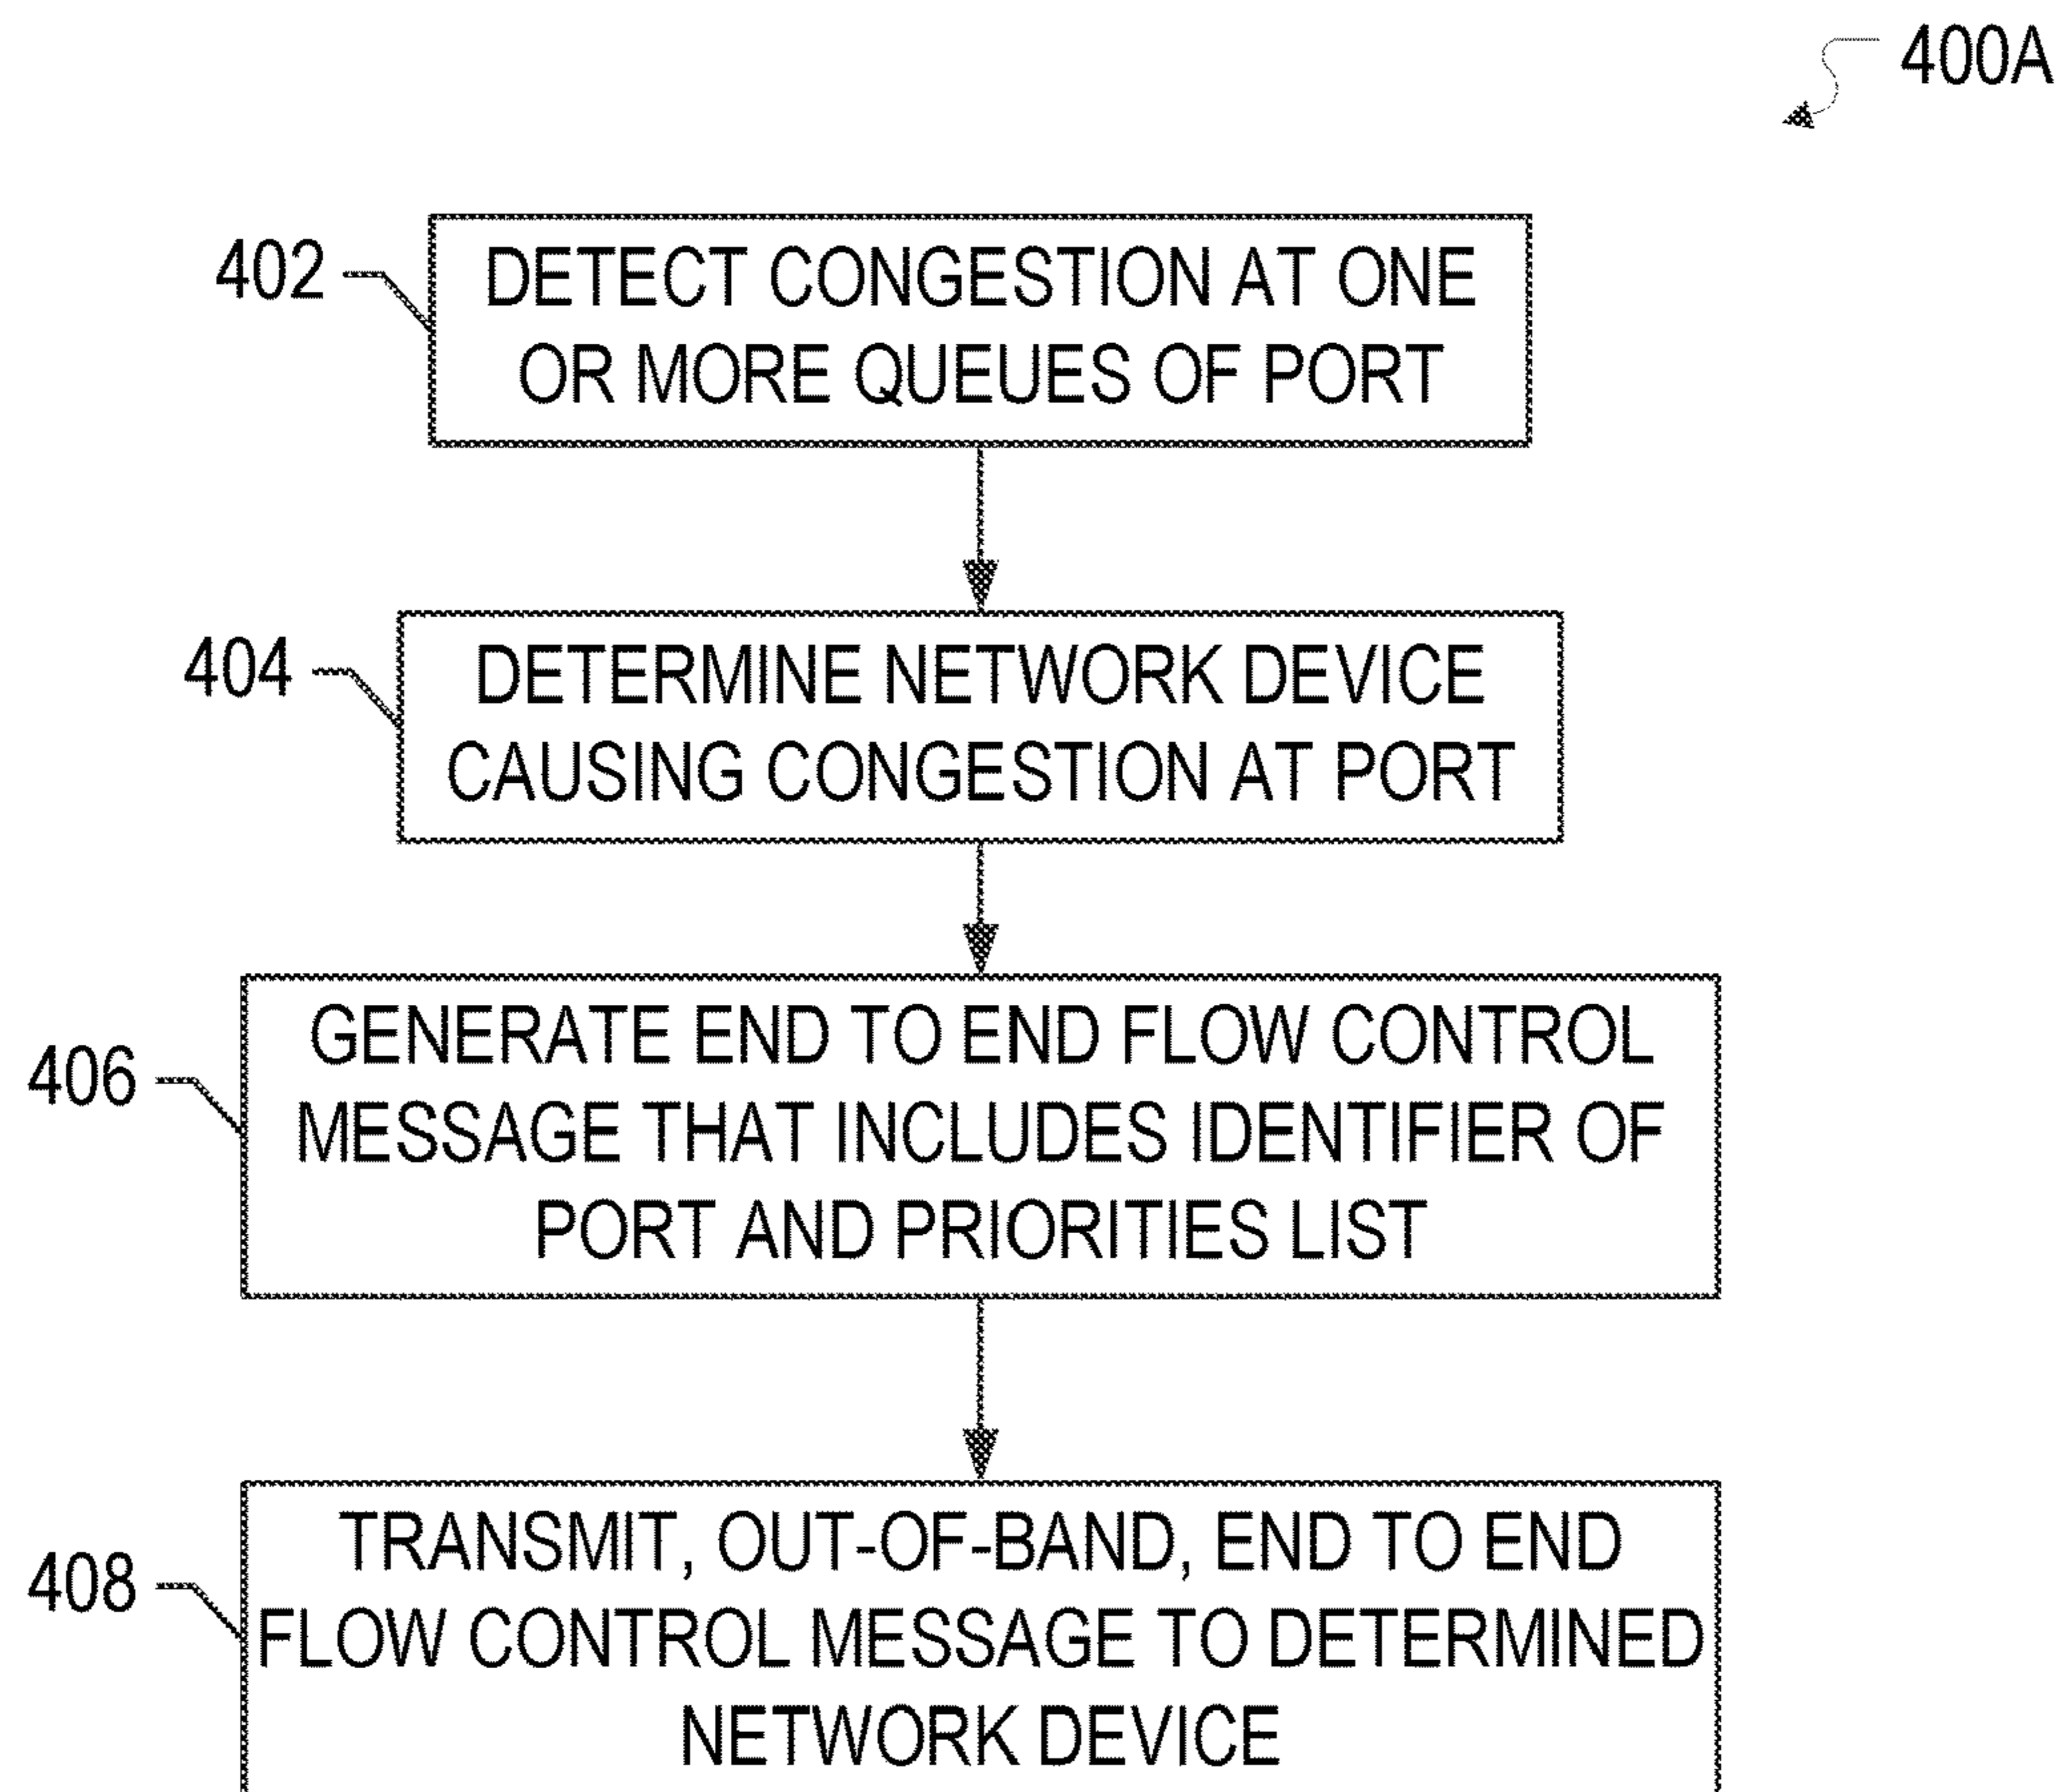 400A
402
DETECT CONGESTION AT ONE
OR MORE QUEUES OF PORT
404
DETERMINE NETWORK DEVICE
CAUSING CONGESTION AT PORT
406
GENERATE END TO END FLOW CONTROL
MESSAGE THAT INCLUDES IDENTIFIER OF
PORT AND PRIORITIES LIST
408
TRANSMIT, OUT-OF-BAND, END TO END
FLOW CONTROL MESSAGE TO DETERMINED
NETWORK DEVICE